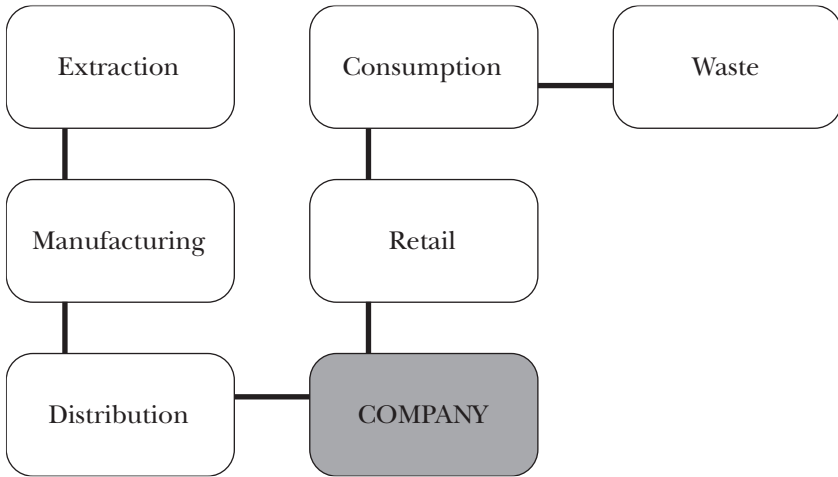 Extraction
Consumption
Waste
Manufacturing
Retail
Distribution
COMPANY